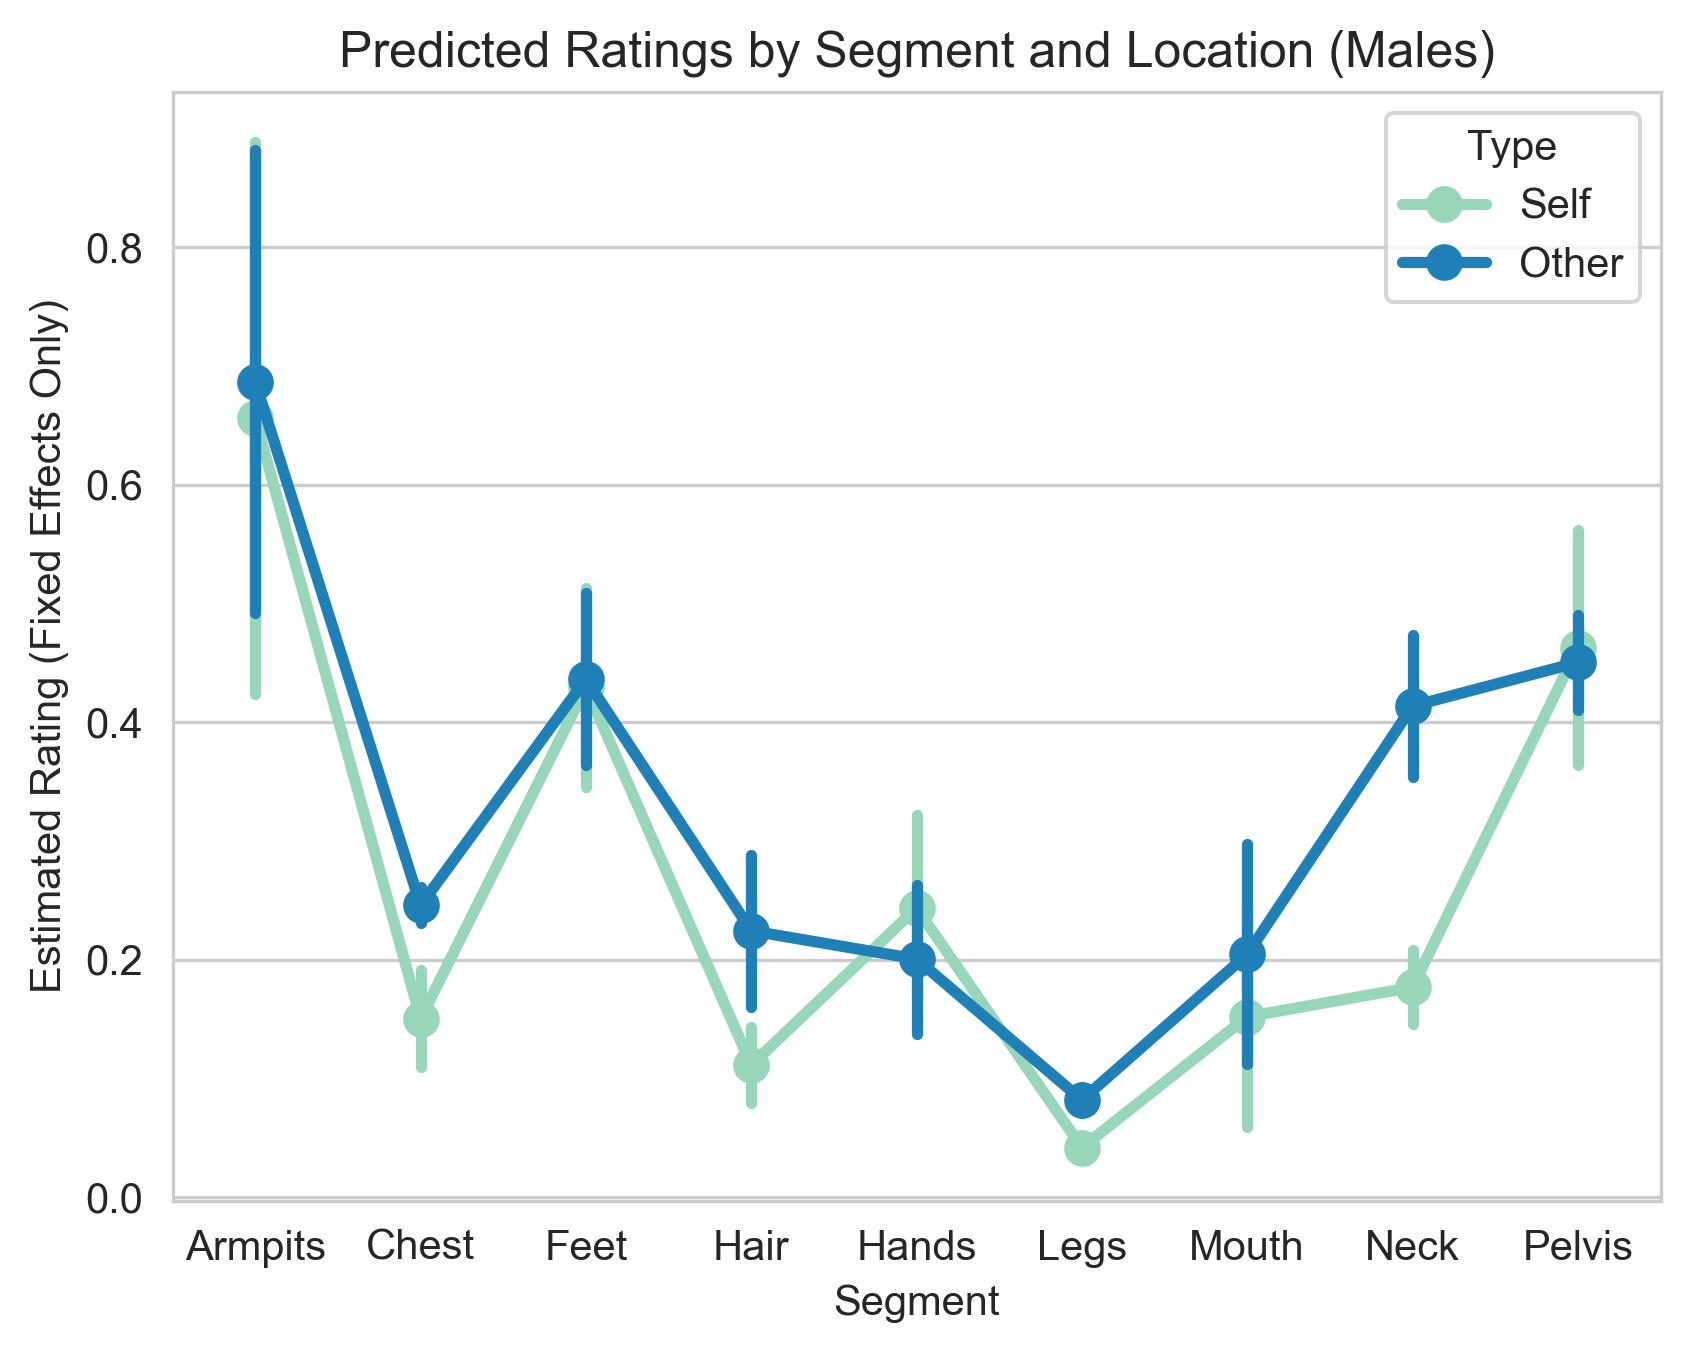 Predicted Ratings by Segment and Location (Males)
Type
Self
Other
Estimated Rating (Fixed Effects Only)
0.8
0.6
0.4
0.2
0.0
Armpits Chest Feet Hair Hands Legs Mouth Neck Pelvis
Segment